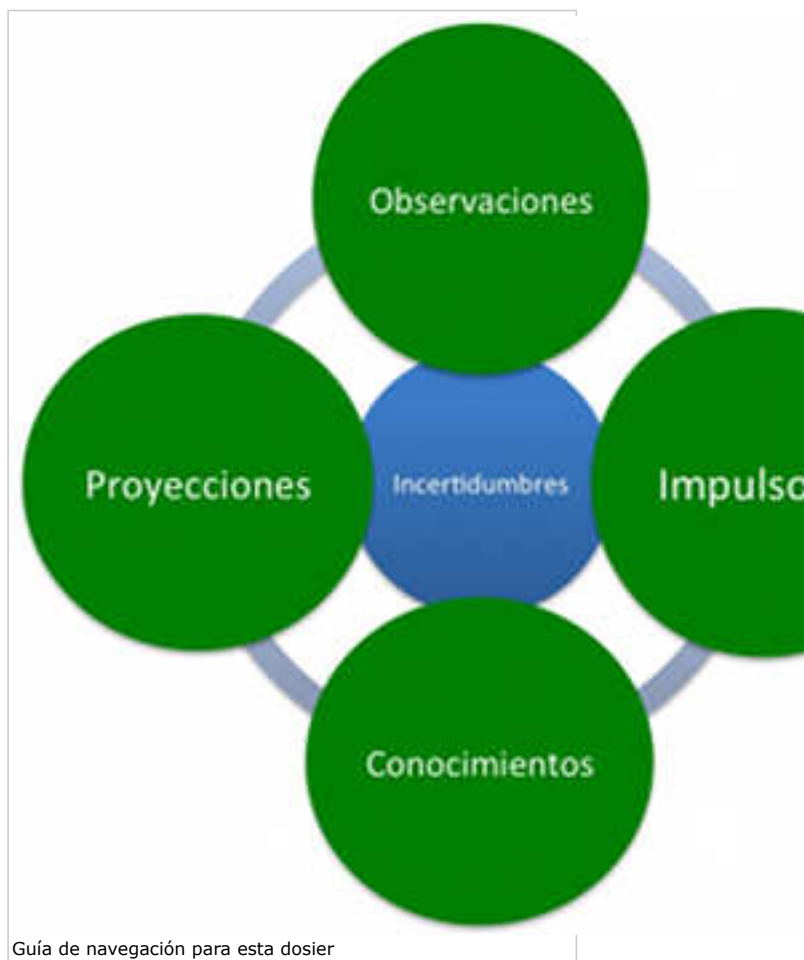 Observaciones
Proyecciones
Incertidumbres
Impulso
Conocimientos
Guía de navegación para esta dosier